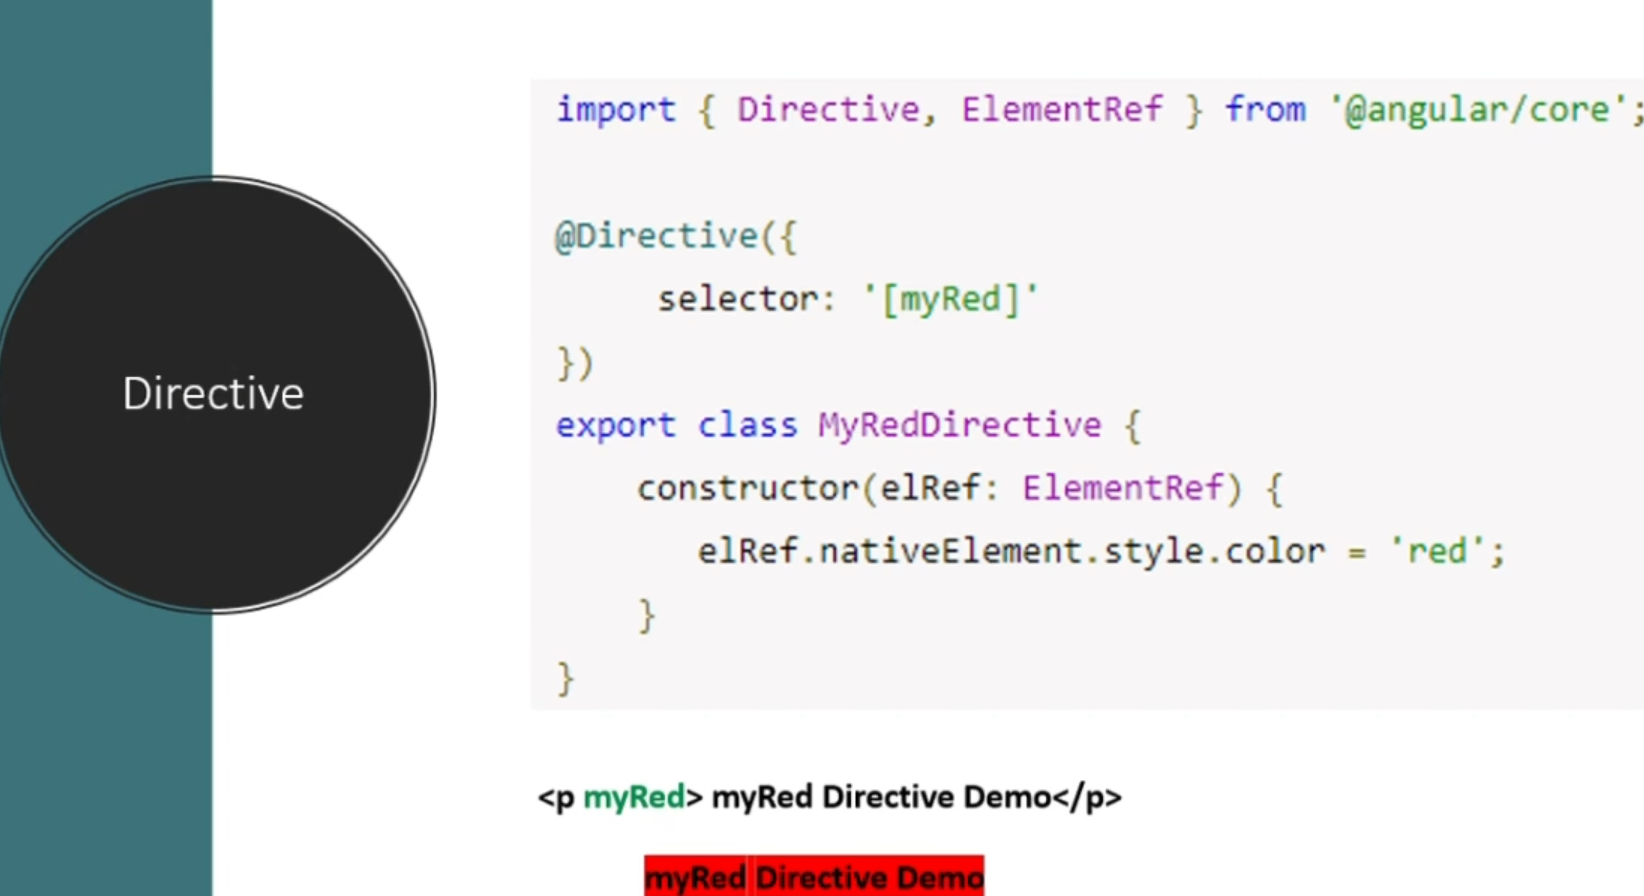 Directive
import { Directive, ElementRef } from '@angular/core';
@Directive({
selector: '[myRed]'
})
export class MyRedDirective {
constructor(elRef: ElementRef) {
elRef.nativeElement.style.color = 'red';
}
}
<p myRed> myRed Directive Demo</p>
myRed Directive Demo